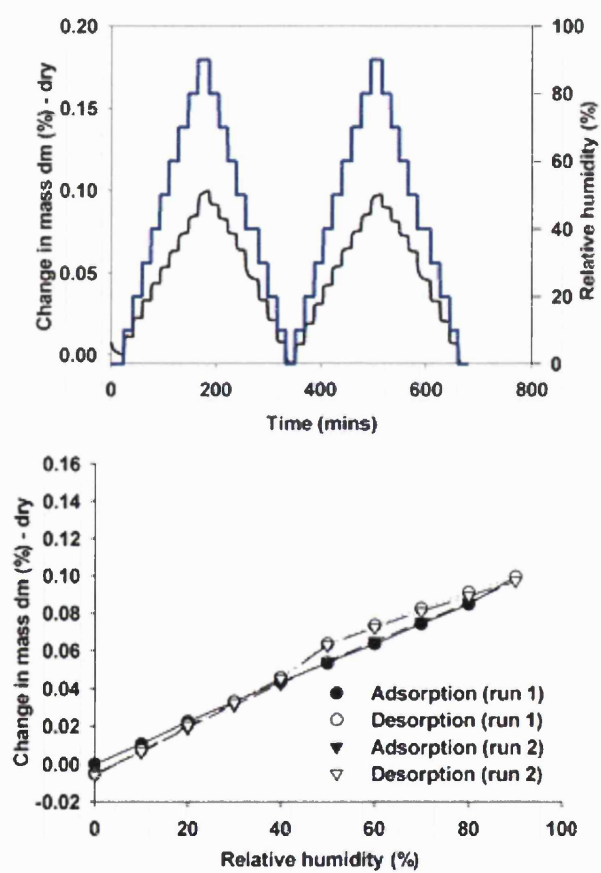 0.20
0.15
0.10
0.05
0.00
Change in mass dm (%) - dry
100
80
60
40
20
0
Relative humidity (%)
0 200 400 600 800
Time (mins)
0.16
0.14
0.12
0.10
0.08
0.06
0.04
0.02
0.00
-0.02
Change in mass dm (%) - dry
Adsorption (run 1)
Desorption (run 1)
Adsorption (run 2)
Desorption (run 2)
0 20 40 60 80 100
Relative humidity (%)